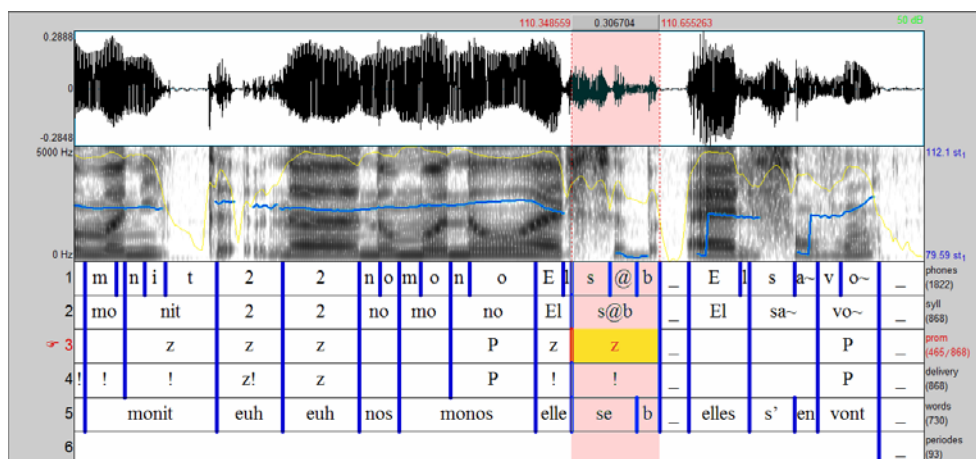 110.348559 0.306704 110.655263 50 dB
0.2888
0
-0.2848
5000 Hz 112.1 st1
0 Hz 79.59 st1
1 m n i t 2 2 n o m o n o E l s @ b _ E l s a~ v o~ _ phones (1822)
2 mo nit 2 2 no mo no El s@b _ El sa~ vo~ _ syll (868)
3 z z z P z z _ P _ prom (465/868)
4 ! ! ! z! z P ! ! _ P _ delivery (868)
5 monit euh euh nos monos elle se b _ elles s' en vont _ words (730)
6 _ periodes (93)